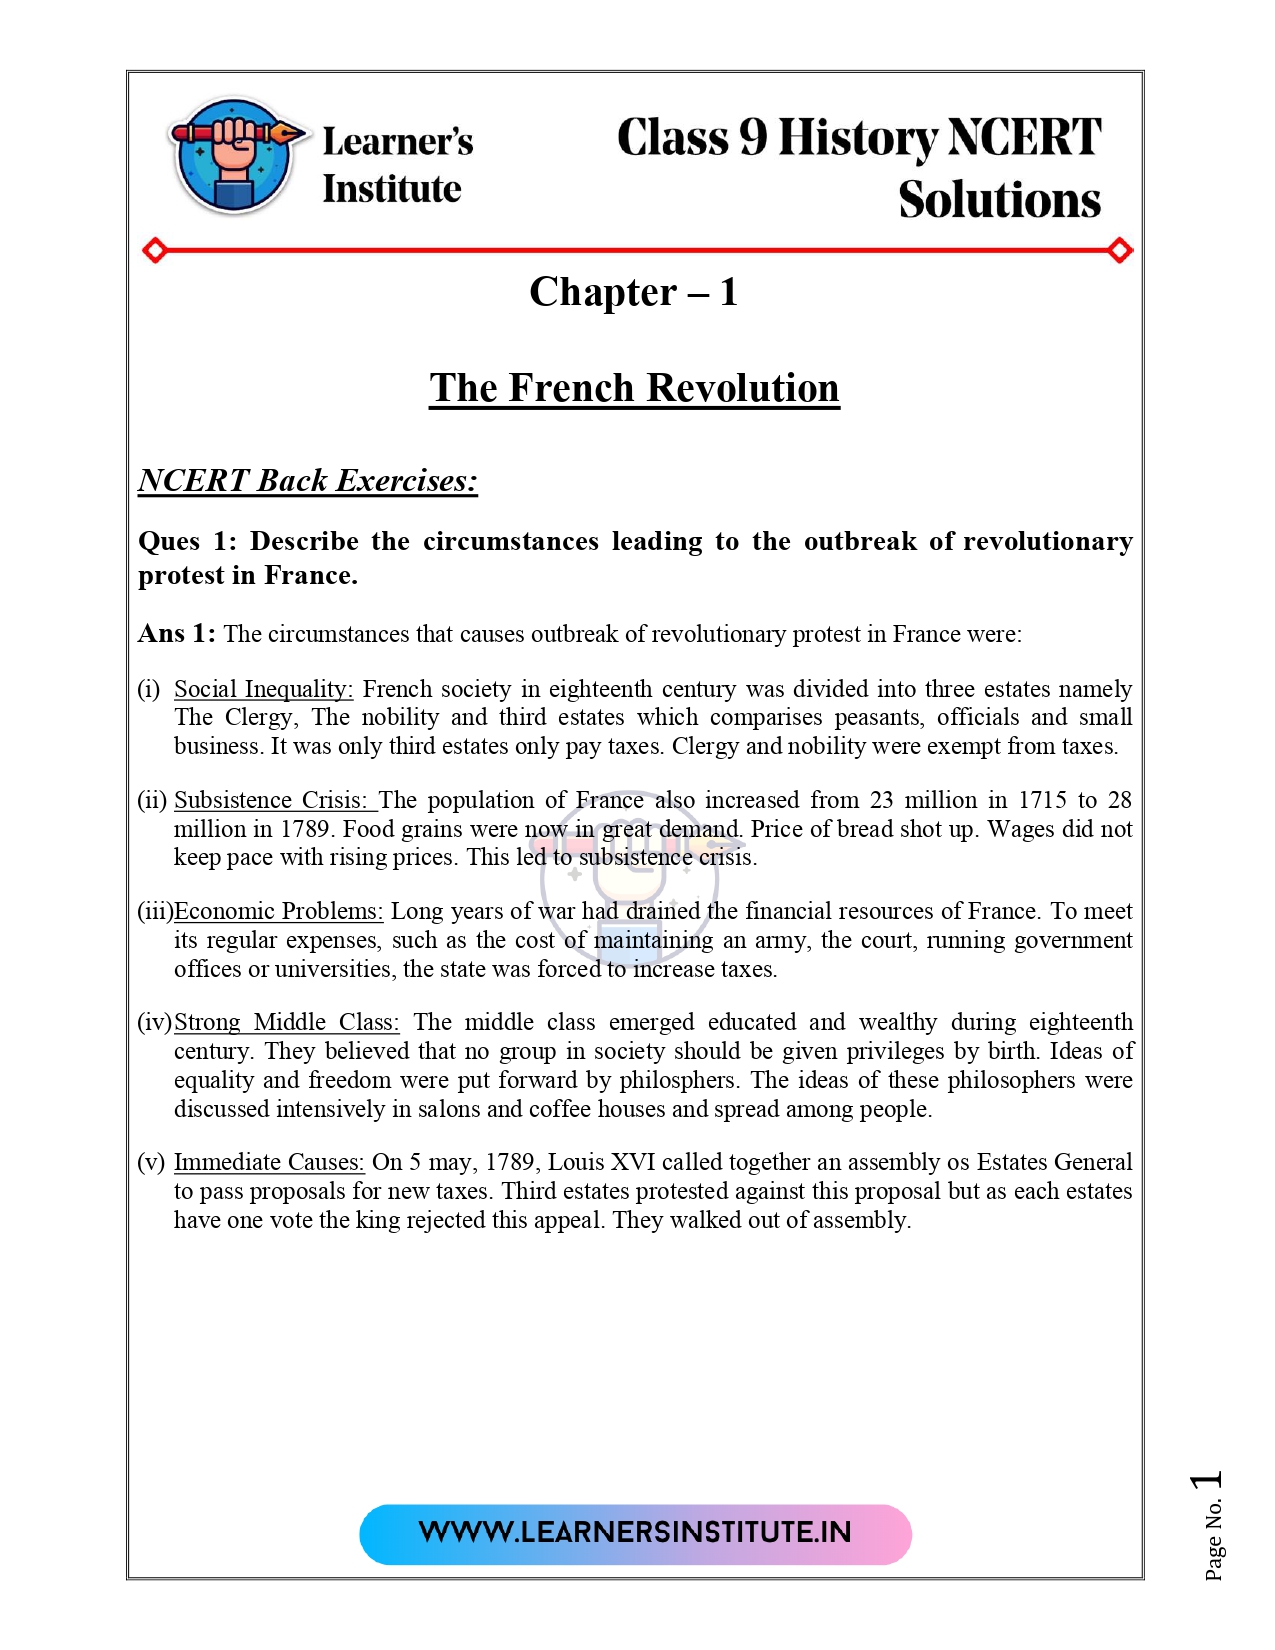 Learner's
Institute
Class 9 History NCERT
Solutions
Chapter – 1
The French Revolution
NCERT Back Exercises:
Ques 1: Describe the circumstances leading to the outbreak of revolutionary
protest in France.
Ans 1: The circumstances that causes outbreak of revolutionary protest in France were:
(i) Social Inequality: French society in eighteenth century was divided into three estates namely
The Clergy, The nobility and third estates which comparises peasants, officials and small
business. It was only third estates only pay taxes. Clergy and nobility were exempt from taxes.
(ii) Subsistence Crisis: The population of France also increased from 23 million in 1715 to 28
million in 1789. Food grains were now in great demand. Price of bread shot up. Wages did not
keep pace with rising prices. This led to subsistence crisis.
(iii)Economic Problems: Long years of war had drained the financial resources of France. To meet
its regular expenses, such as the cost of maintaining an army, the court, running government
offices or universities, the state was forced to increase taxes.
(iv)Strong Middle Class: The middle class emerged educated and wealthy during eighteenth
century. They believed that no group in society should be given privileges by birth. Ideas of
equality and freedom were put forward by philosphers. The ideas of these philosophers were
discussed intensively in salons and coffee houses and spread among people.
(v) Immediate Causes: On 5 may, 1789, Louis XVI called together an assembly os Estates General
to pass proposals for new taxes. Third estates protested against this proposal but as each estates
have one vote the king rejected this appeal. They walked out of assembly.
WWW.LEARNERSINSTITUTE.IN
Page No. 1